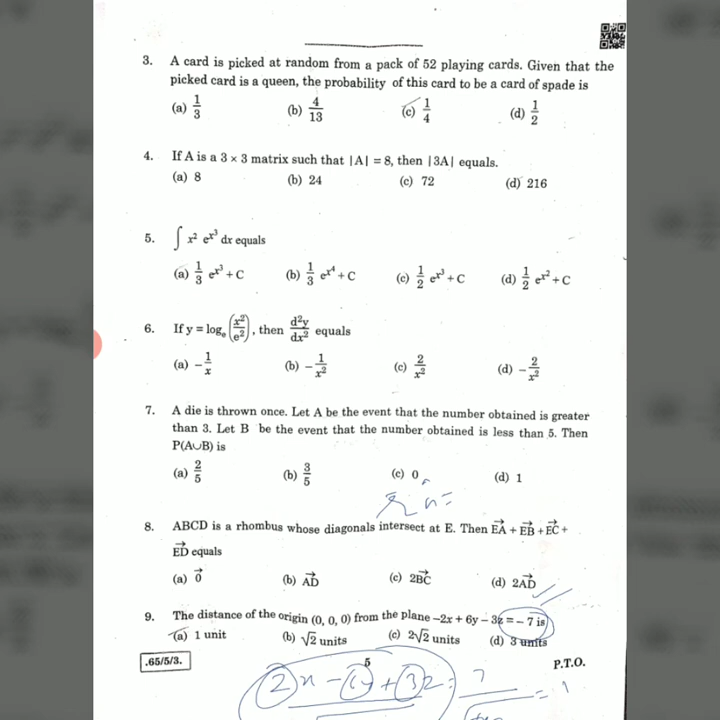 3. A card is picked at random from a pack of 52 playing cards. Given that the
picked card is a queen, the probability of this card to be a card of spade is
(a) 1/3 (b) 4/13 (c) 1/4 (d) 1/2
4. If A is a 3 × 3 matrix such that |A| = 8, then |3A| equals.
(a) 8 (b) 24 (c) 72 (d) 216
5. ∫ x² e^x³ dx equals
(a) 1/3 e^x³ + C (b) 1/3 e^x⁴ + C (c) 1/2 e^x³ + C (d) 1/2 e^x² + C
6. If y = logₑ (x²/e²), then d²y/dx² equals
(a) – 1/x (b) – 1/x² (c) 2/x² (d) – 2/x²
7. A die is thrown once. Let A be the event that the number obtained is greater
than 3. Let B be the event that the number obtained is less than 5. Then
P(A∪B) is
(a) 2/5 (b) 3/5 (c) 0 (d) 1
n=
8. ABCD is a rhombus whose diagonals intersect at E. Then EA→ + EB→ + EC→ +
ED→ equals
(a) 0→ (b) AD→ (c) 2BC→ (d) 2AD→
9. The distance of the origin (0, 0, 0) from the plane –2x + 6y – 3z = – 7 is
(a) 1 unit (b) √2 units (c) 2√2 units (d) 3 units
.65/5/3. 5 P.T.O.